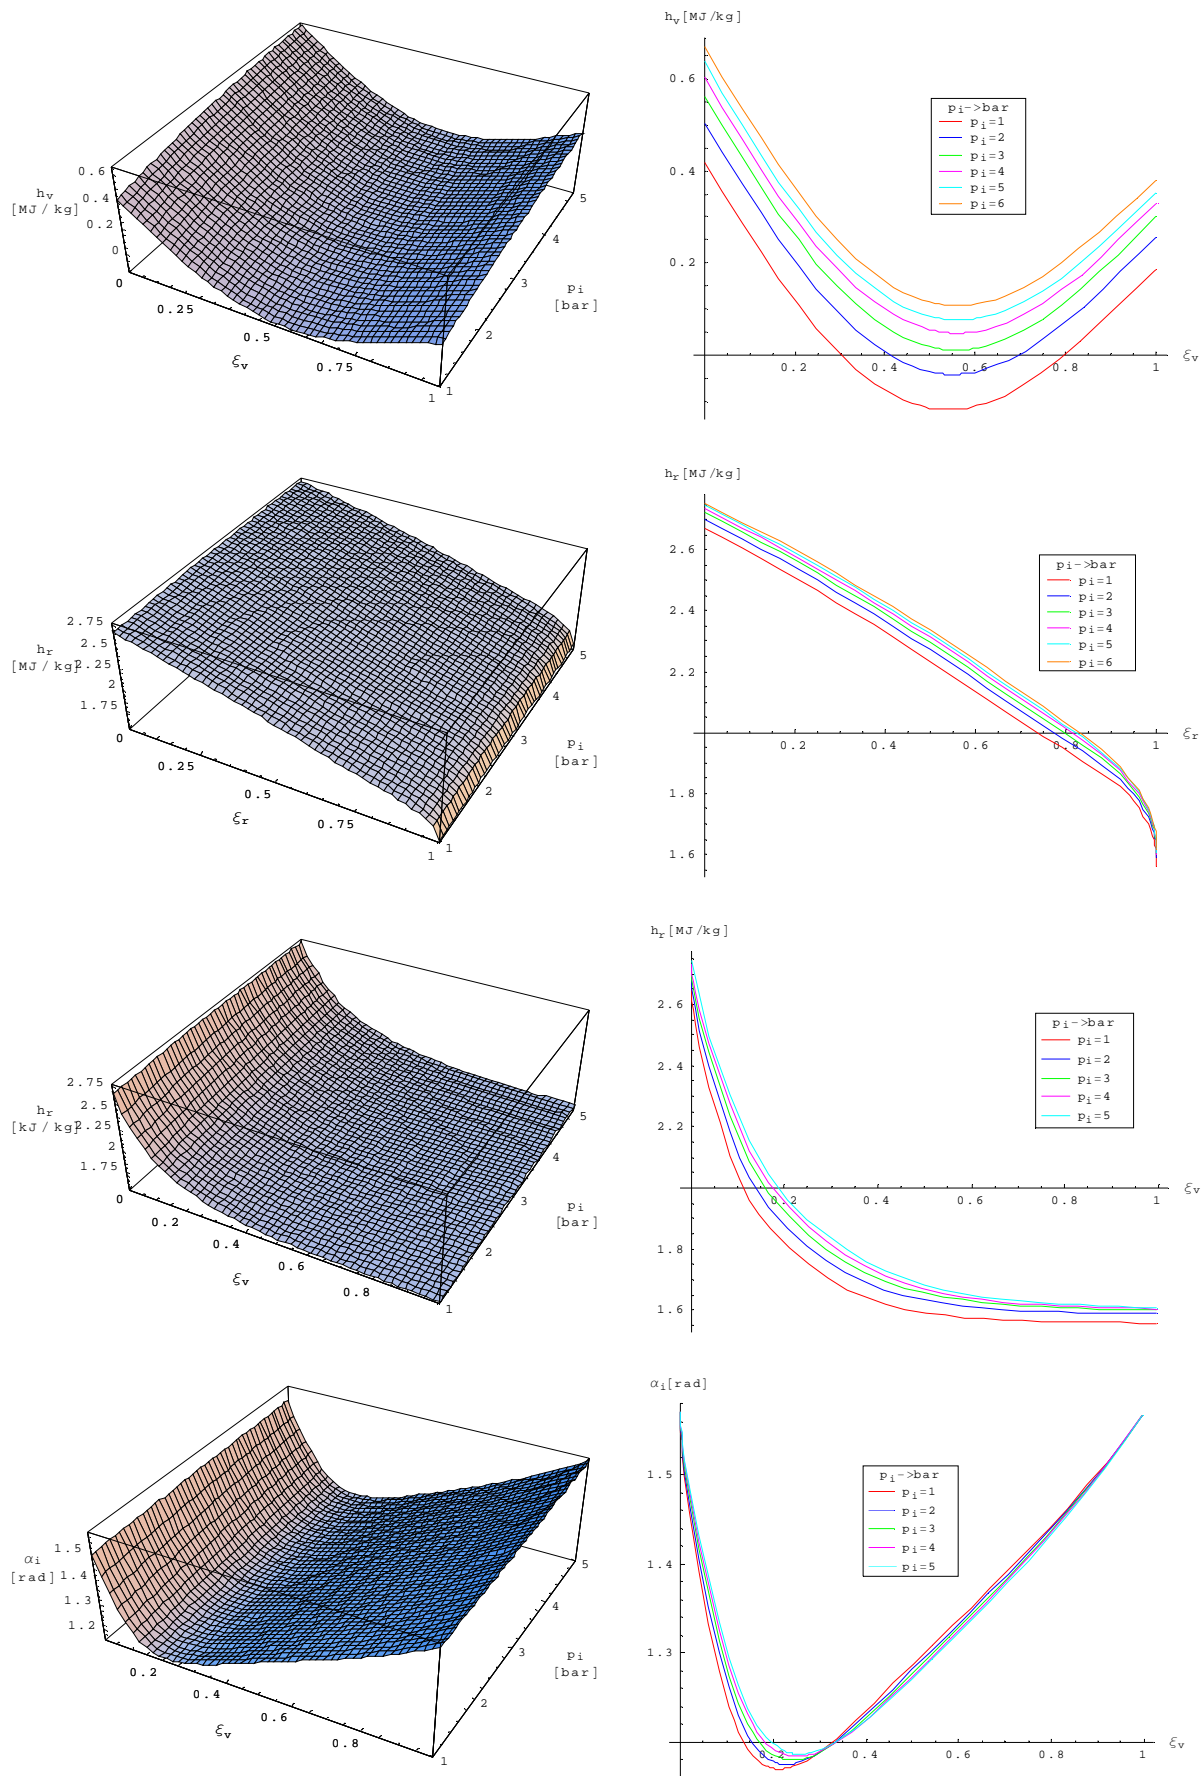 h_v
[MJ/kg]
0.6
0.4
0.2
0
0
0.25
0.5
0.75
1
ξ_v
1
2
3
4
5
p_i
[bar]
h_v[MJ/kg]
0.6
0.4
0.2
0.2
0.4
0.6
0.8
1
ξ_v
p_i->bar
p_i=1
p_i=2
p_i=3
p_i=4
p_i=5
p_i=6
h_r
[MJ/kg]
2.75
2.5
2.25
2
1.75
0
0.25
0.5
0.75
1
ξ_r
1
2
3
4
5
p_i
[bar]
h_r[MJ/kg]
2.6
2.4
2.2
1.8
1.6
0.2
0.4
0.6
0.8
1
ξ_r
p_i->bar
p_i=1
p_i=2
p_i=3
p_i=4
p_i=5
p_i=6
h_r
[kJ/kg]
2.75
2.5
2.25
2
1.75
0
0.2
0.4
0.6
0.8
ξ_v
1
2
3
4
5
p_i
[bar]
h_r[MJ/kg]
2.6
2.4
2.2
1.8
1.6
0.2
0.4
0.6
0.8
1
ξ_v
p_i->bar
p_i=1
p_i=2
p_i=3
p_i=4
p_i=5
α_i
[rad]
1.5
1.4
1.3
1.2
0.2
0.4
0.6
0.8
ξ_v
1
2
3
4
5
p_i
[bar]
α_i[rad]
1.5
1.4
1.3
0.2
0.4
0.6
0.8
1
ξ_v
p_i->bar
p_i=1
p_i=2
p_i=3
p_i=4
p_i=5